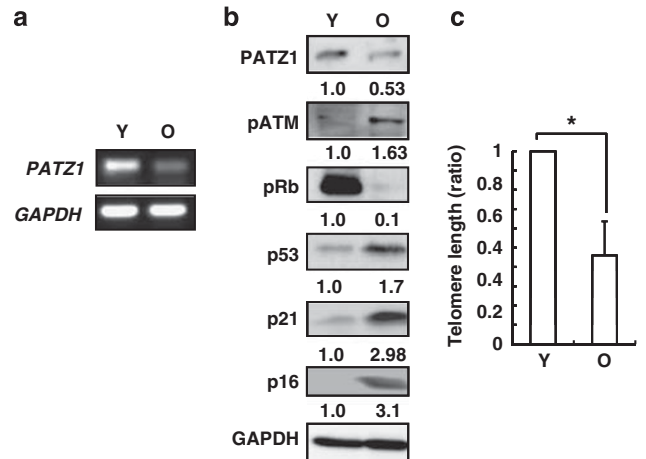 a
Y O
PATZ1
GAPDH
b
Y O
PATZ1
1.0 0.53
pATM
1.0 1.63
pRb
1.0 0.1
p53
1.0 1.7
p21
1.0 2.98
p16
1.0 3.1
GAPDH
c
*
Telomere length (ratio)
1
0.8
0.6
0.4
0.2
0
Y O